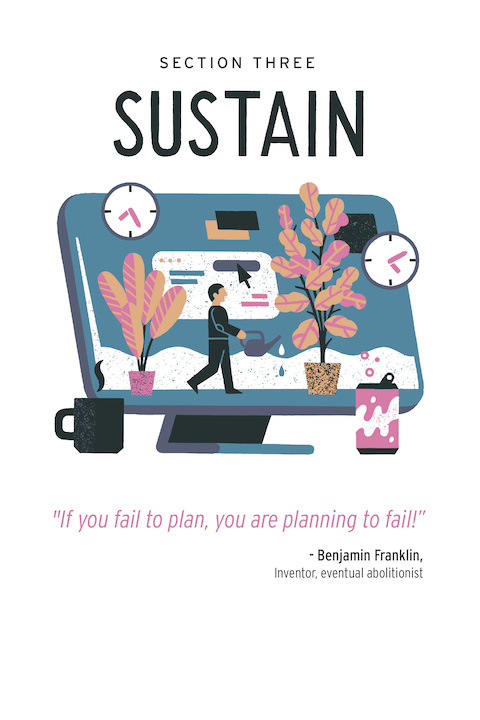 SECTION THREE
SUSTAIN
"If you fail to plan, you are planning to fail!”
- Benjamin Franklin,
Inventor, eventual abolitionist